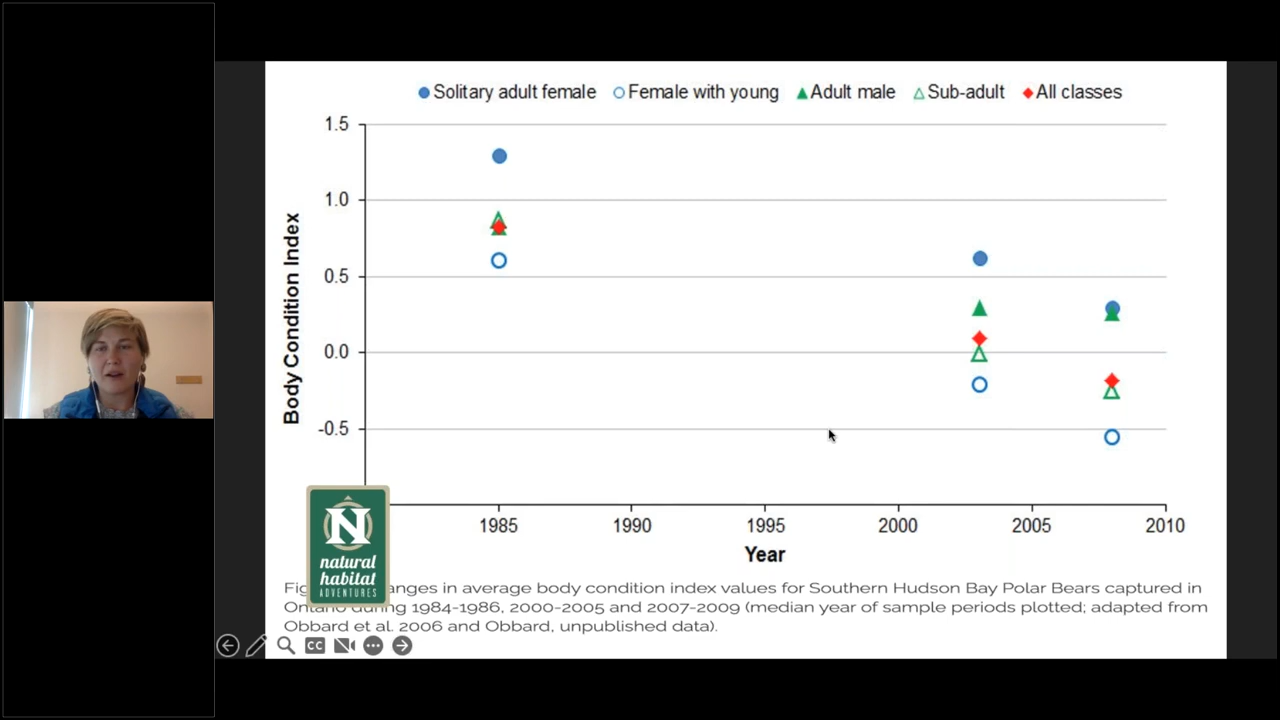 Solitary adult female Female with young Adult male Sub-adult All classes
1.5
1.0
0.5
0.0
-0.5
Body Condition Index
1985 1990 1995 2000 2005 2010
Year
N
natural
habitat
ADVENTURES
in average body condition index values for Southern Hudson Bay Polar Bears captured in
during 1984-1986, 2000-2005 and 2007-2009 (median year of sample periods plotted; adapted from
Obbard et al. 2006 and Obbard, unpublished data).
CC